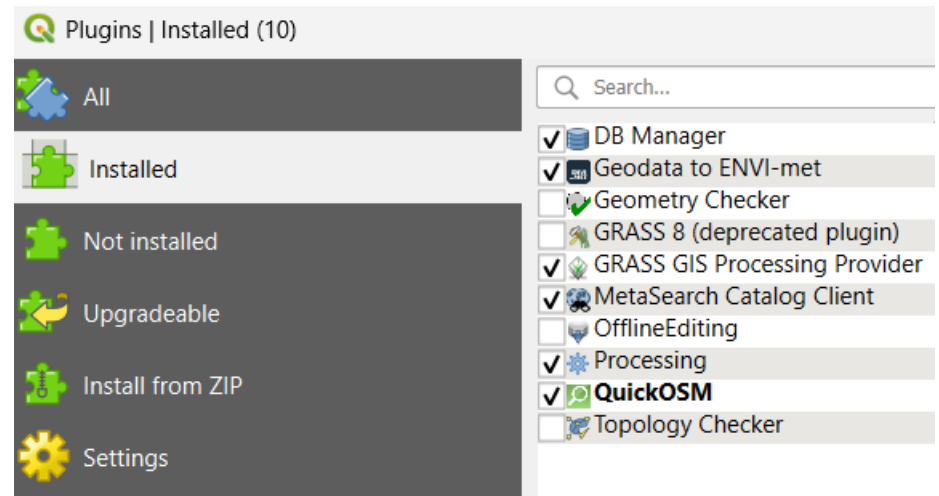 Plugins | Installed (10)
All
Installed
Not installed
Upgradeable
Install from ZIP
Settings
Search...
DB Manager
Geodata to ENVI-met
Geometry Checker
GRASS 8 (deprecated plugin)
GRASS GIS Processing Provider
MetaSearch Catalog Client
OfflineEditing
Processing
QuickOSM
Topology Checker